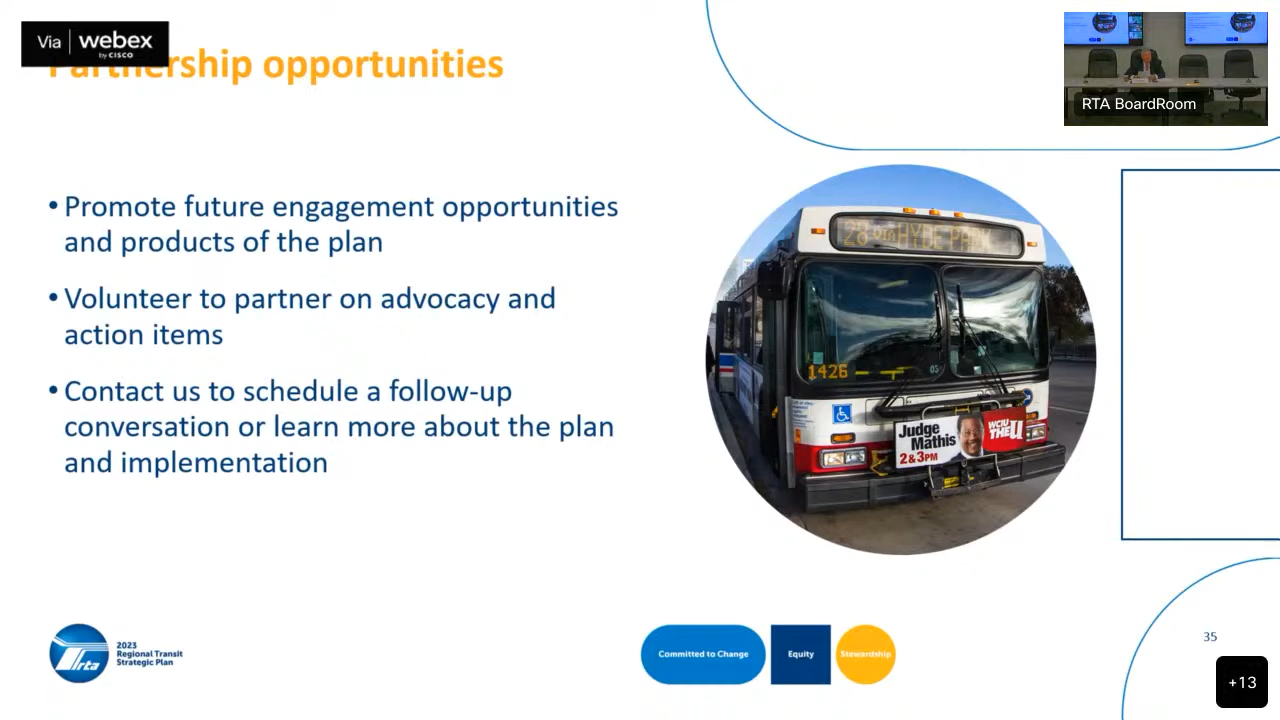 Via webex
by CISCO
Partnership opportunities
RTA BoardRoom
• Promote future engagement opportunities
and products of the plan
• Volunteer to partner on advocacy and
action items
• Contact us to schedule a follow-up
conversation or learn more about the plan
and implementation
28 HYDE PARK
1426
Judge
Mathis
2&3PM
WCIU
THE U
rta
2023
Regional Transit
Strategic Plan
Committed to Change
Equity
Stewardship
35
+13